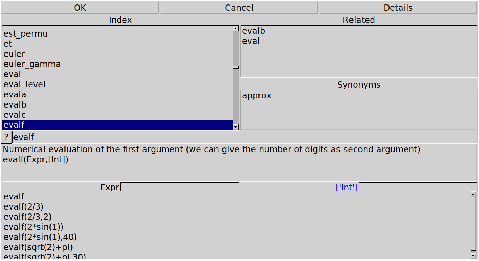 OK Cancel Details
Index Related
est_permu
et
euler
euler_gamma
eval
eval_level
evala
evalb
evalc
evalf
evalb
eval
Synonyms
approx
? evalf
Numerical evaluation of the first argument (we can give the number of digits as second argument)
evalf(Expr,[Int])
Expr ['Int']
evalf
evalf(2/3)
evalf(2/3,2)
evalf(2*sin(1))
evalf(2*sin(1),40)
evalf(sqrt(2)+pi)
evalf(sqrt(2)+pi,30)